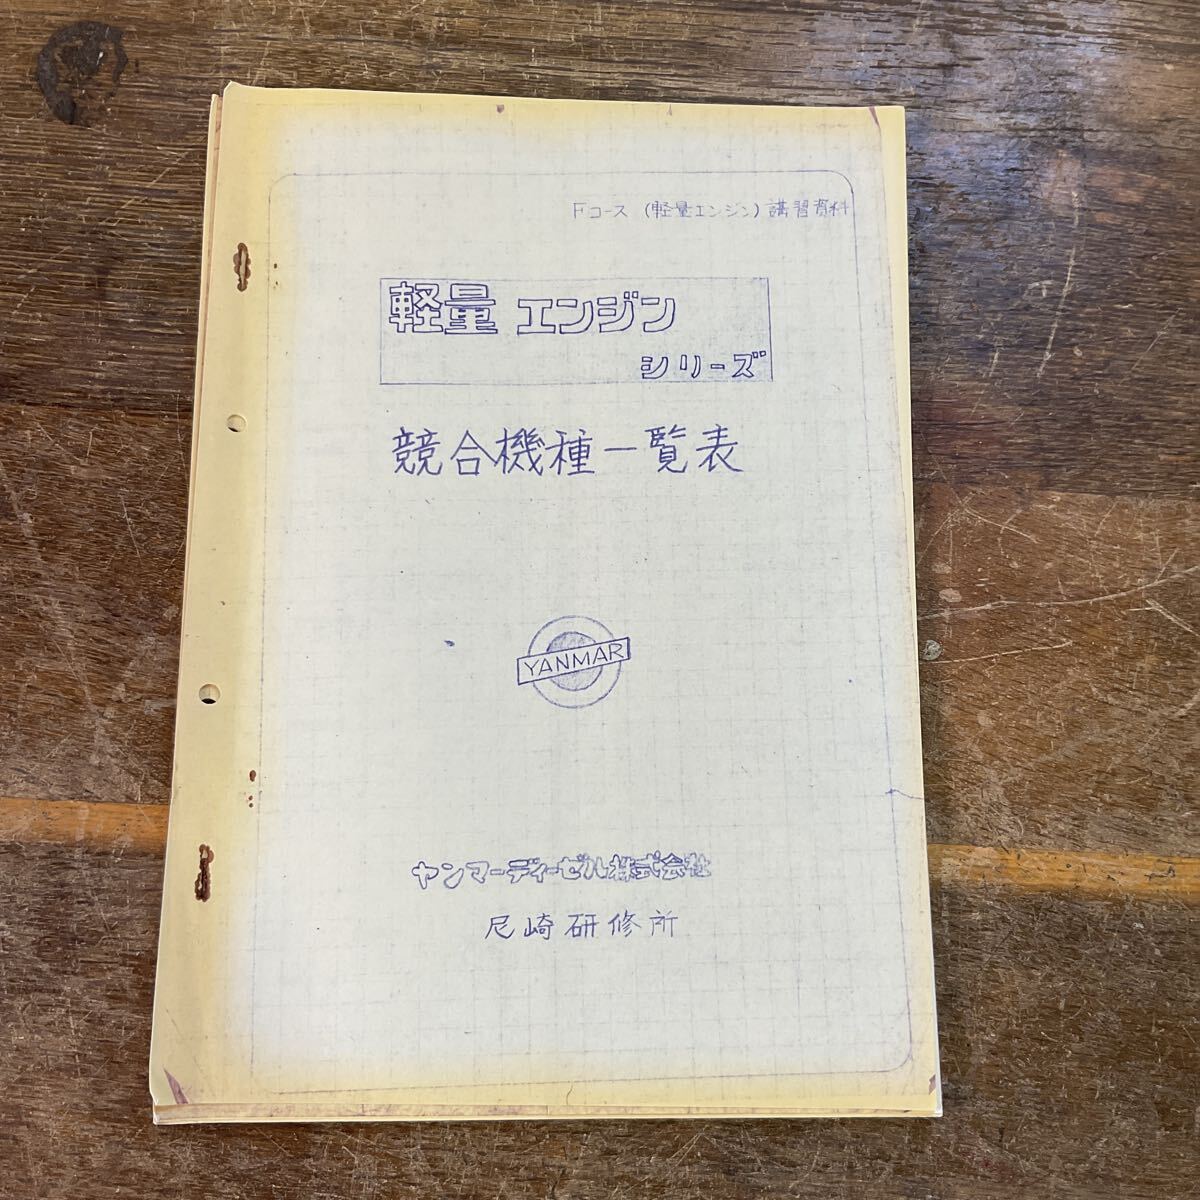 Fコース (軽量エンジン)講習資料
軽量 エンジン
シリーズ
競合機種一覧表
YANMAR
ヤンマーディーゼル株式会社
尼崎研修所